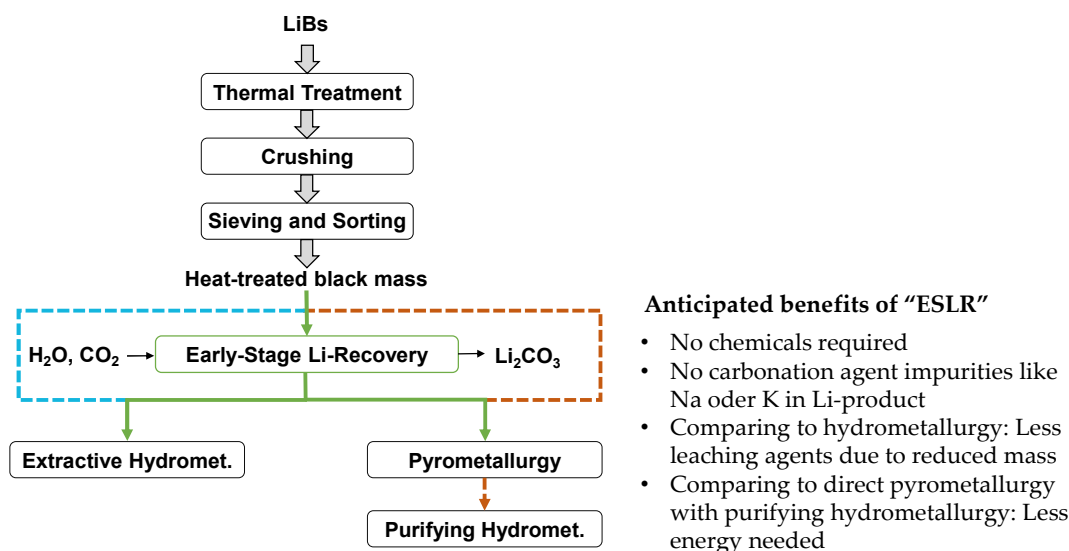 LiBs
Thermal Treatment
Crushing
Sieving and Sorting
Heat-treated black mass
H₂O, CO₂
Early-Stage Li-Recovery
Li₂CO₃
Extractive Hydromet.
Pyrometallurgy
Purifying Hydromet.
Anticipated benefits of “ESLR”
• No chemicals required
• No carbonation agent impurities like
Na oder K in Li-product
• Comparing to hydrometallurgy: Less
leaching agents due to reduced mass
• Comparing to direct pyrometallurgy
with purifying hydrometallurgy: Less
energy needed